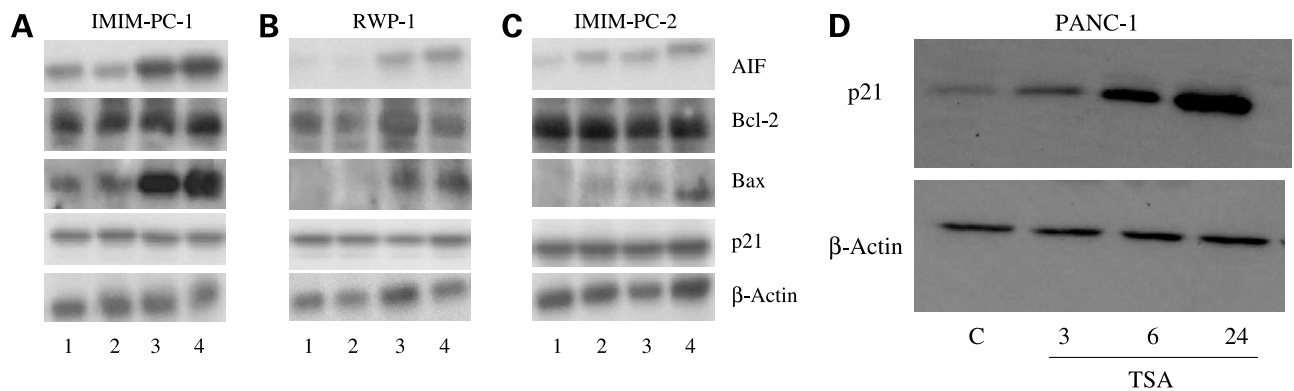 A IMIM-PC-1 B RWP-1 C IMIM-PC-2 D PANC-1
AIF
Bcl-2
Bax
p21
β-Actin
1 2 3 4 1 2 3 4 1 2 3 4
p21
β-Actin
C 3 6 24
TSA